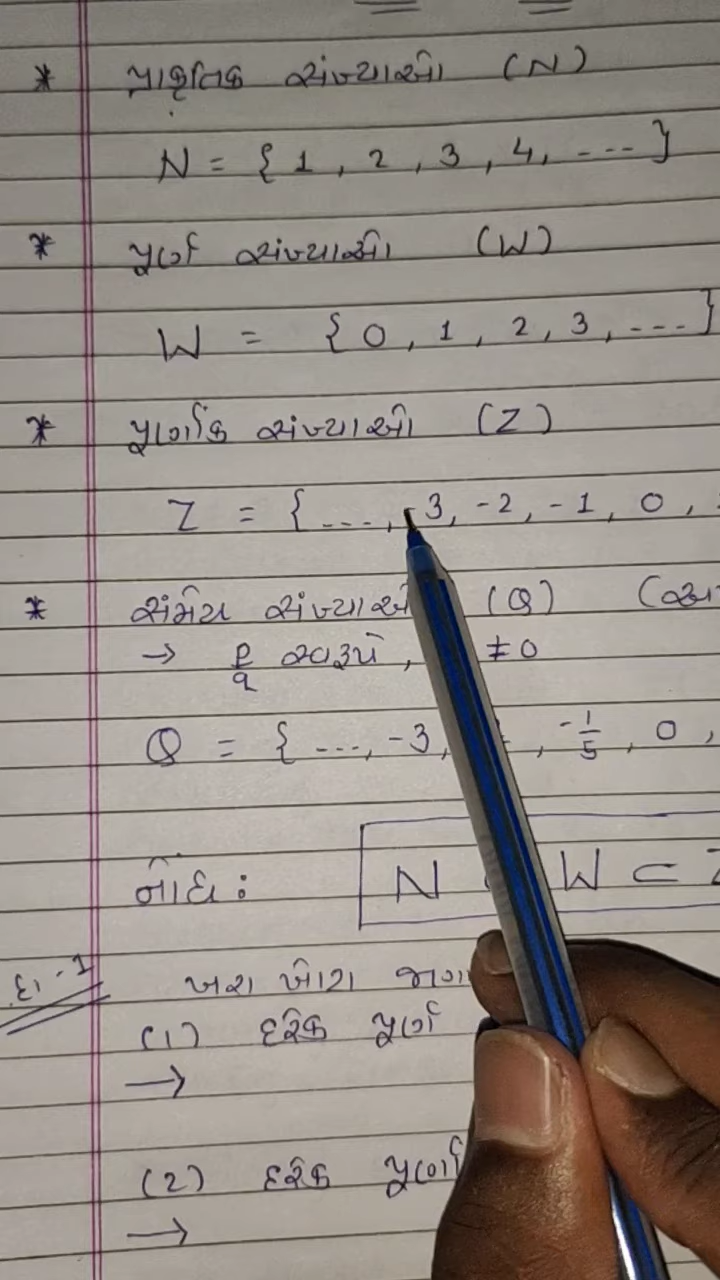 * પ્રાકૃતિક સંખ્યાઓ (N)
N = { 1 , 2 , 3 , 4, --- }
* પૂર્ણ સંખ્યાઓ (W)
W = { 0 , 1 , 2 , 3 , --- }
* પૂર્ણાંક સંખ્યાઓ (Z)
Z = { ---, -3, -2, -1, 0,
* સંમેય સંખ્યાઓ (Q)
→ p/q સ્વરૂપે, ≠ 0
Q = { ---, -3, , -1/5, 0,
નોંધ: N W ⊂
દા - 1 ખરા ખોટા
(1) દરેક પૂર્ણ
→
(2) દરેક
→